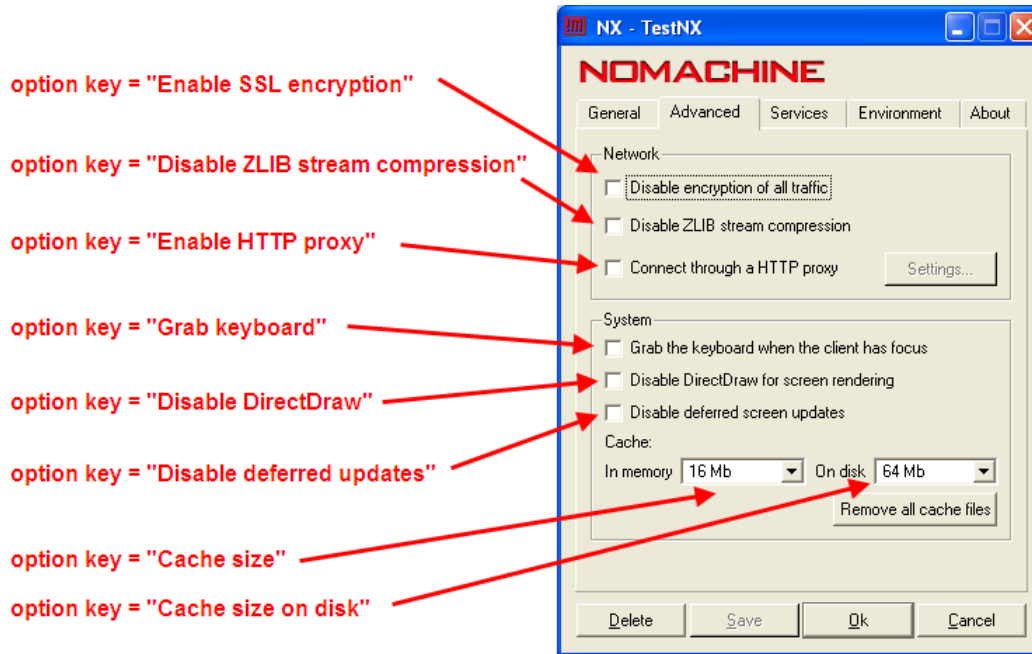 NX - TestNX
NOMACHINE
General Advanced Services Environment About
option key = "Enable SSL encryption"
option key = "Disable ZLIB stream compression"
option key = "Enable HTTP proxy"
option key = "Grab keyboard"
option key = "Disable DirectDraw"
option key = "Disable deferred updates"
option key = "Cache size"
option key = "Cache size on disk"
Network
Disable encryption of all traffic
Disable ZLIB stream compression
Connect through a HTTP proxy Settings...
System
Grab the keyboard when the client has focus
Disable DirectDraw for screen rendering
Disable deferred screen updates
Cache:
In memory 16 Mb On disk 64 Mb
Remove all cache files
Delete Save Ok Cancel